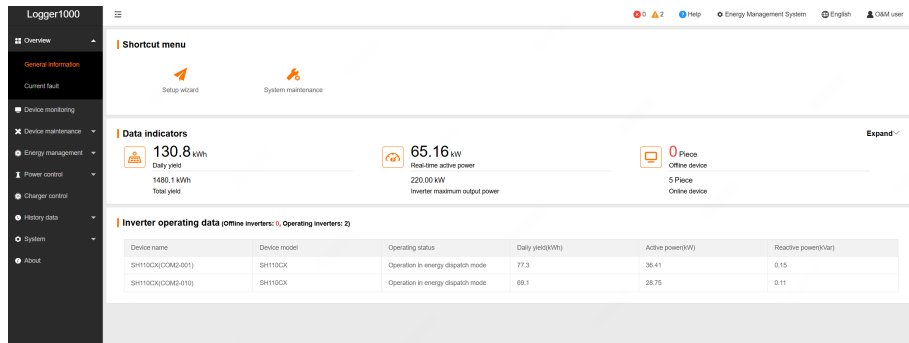 Logger1000
0 2 Help Energy Management System English O&M user
Overview
General information
Current fault
Device monitoring
Device maintenance
Energy management
Power control
Charger control
History data
System
About
Shortcut menu
Setup wizard System maintenance
Data indicators Expand
130.8 kWh 65.16 kW 0 Piece
Daily yield Real-time active power Offline device
1480.1 kWh 220.00 kW 5 Piece
Total yield Inverter maximum output power Online device
Inverter operating data (Offline inverters: 0, Operating inverters: 2)
Device name Device model Operating status Daily yield(kWh) Active power(kW) Reactive power(kVar)
SH110CX(COM2-001) SH110CX Operation in energy dispatch mode 77.3 36.41 0.15
SH110CX(COM2-010) SH110CX Operation in energy dispatch mode 69.1 28.75 0.11